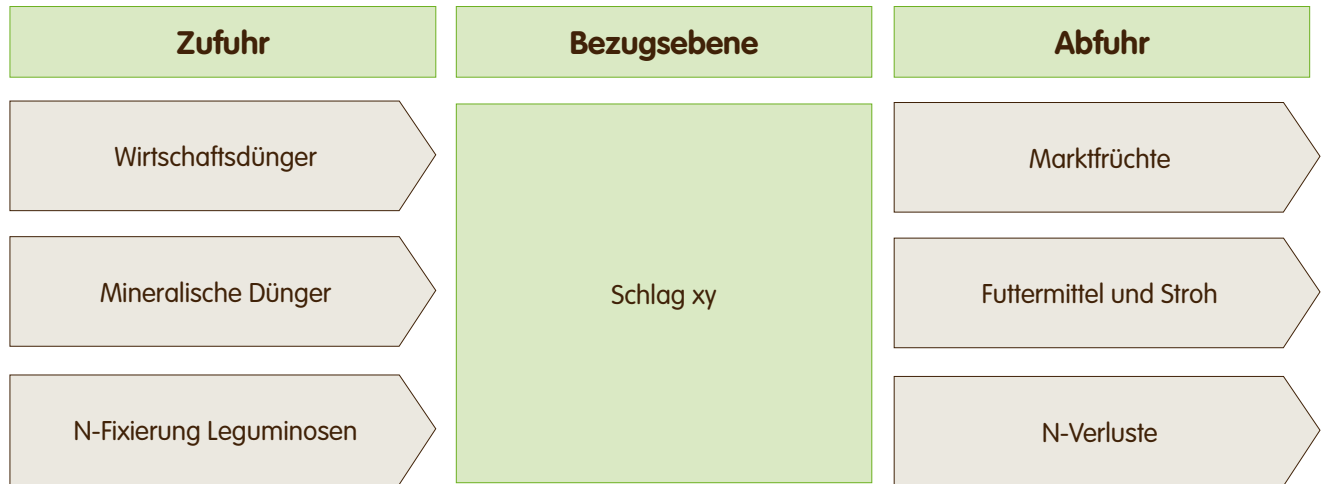 Zufuhr
Bezugsebene
Abfuhr
Wirtschaftsdünger
Mineralische Dünger
N-Fixierung Leguminosen
Schlag xy
Marktfrüchte
Futtermittel und Stroh
N-Verluste